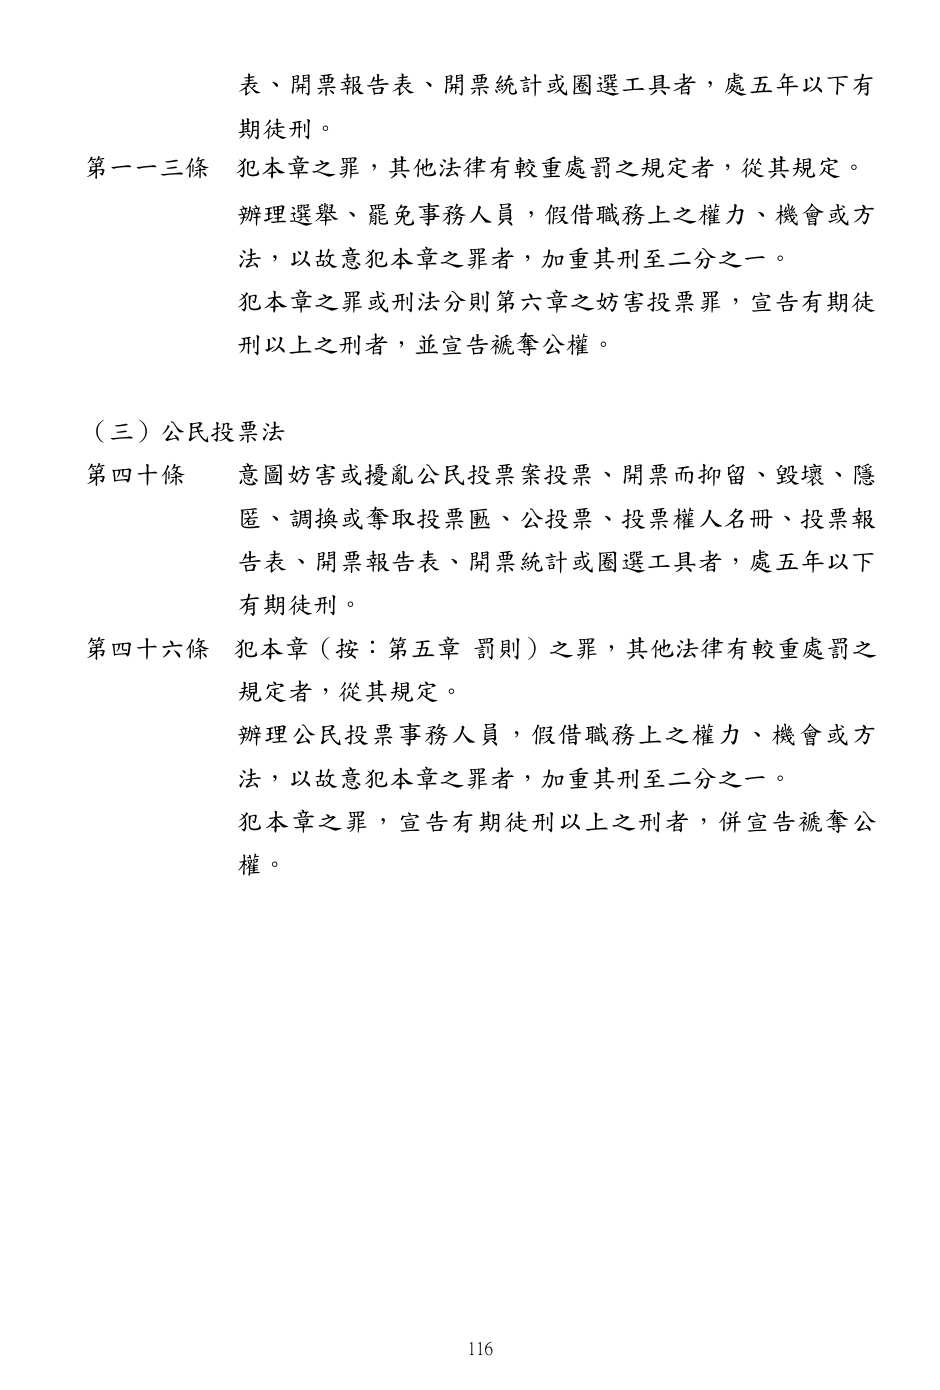 表、開票報告表、開票統計或圈選工具者，處五年以下有
期徒刑。
第一一三條　犯本章之罪，其他法律有較重處罰之規定者，從其規定。
辦理選舉、罷免事務人員，假借職務上之權力、機會或方
法，以故意犯本章之罪者，加重其刑至二分之一。
犯本章之罪或刑法分則第六章之妨害投票罪，宣告有期徒
刑以上之刑者，並宣告褫奪公權。
（三）公民投票法
第四十條　　意圖妨害或擾亂公民投票案投票、開票而抑留、毀壞、隱
匿、調換或奪取投票匭、公投票、投票權人名冊、投票報
告表、開票報告表、開票統計或圈選工具者，處五年以下
有期徒刑。
第四十六條　犯本章（按：第五章 罰則）之罪，其他法律有較重處罰之
規定者，從其規定。
辦理公民投票事務人員，假借職務上之權力、機會或方
法，以故意犯本章之罪者，加重其刑至二分之一。
犯本章之罪，宣告有期徒刑以上之刑者，併宣告褫奪公
權。
116